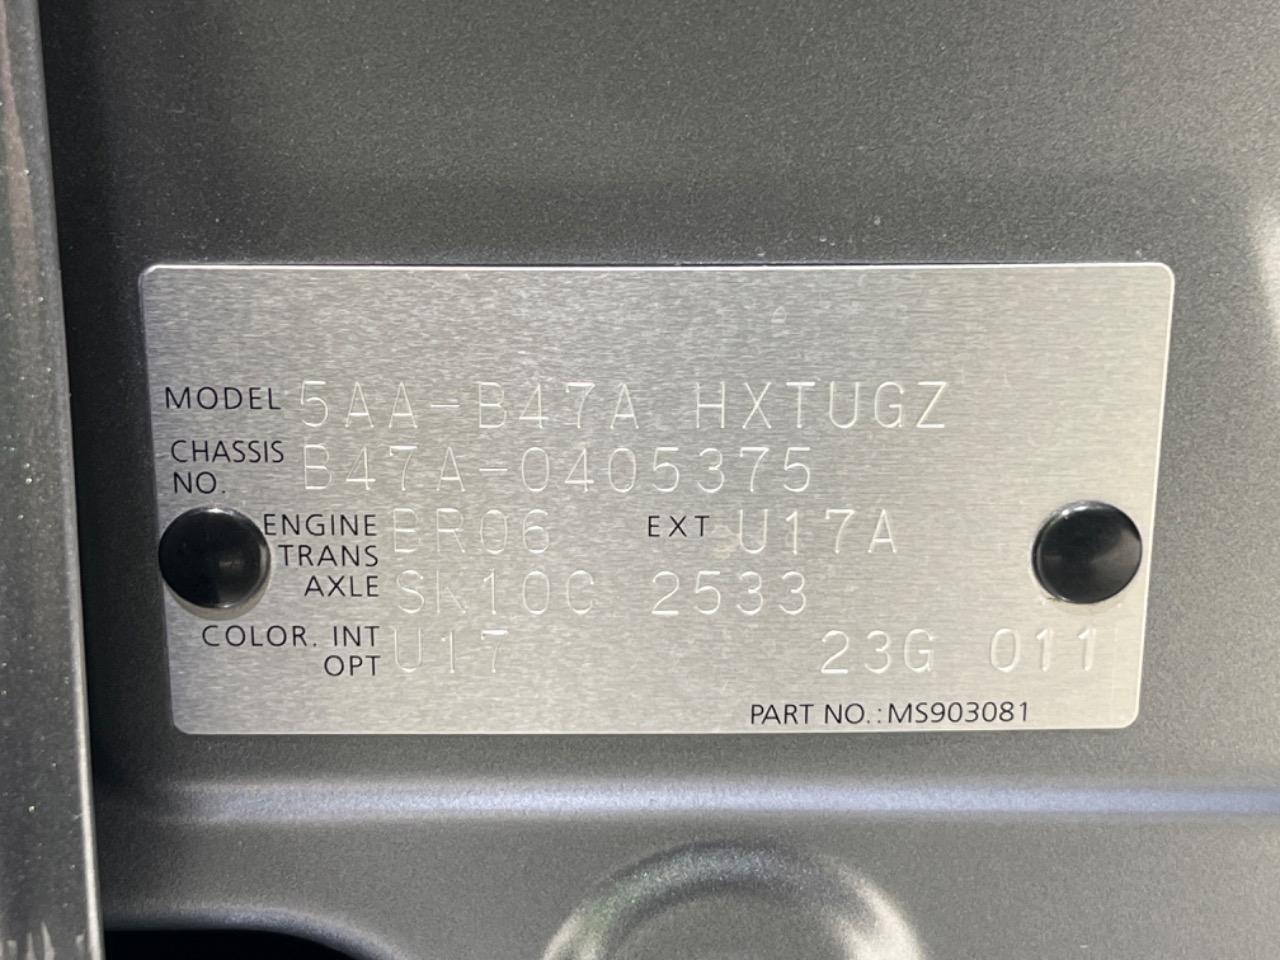 MODEL 5AA-B47A HXTUGZ
CHASSIS NO. B47A-0405375
ENGINE BR06 EXT U17A
TRANS AXLE SK10C 2533
COLOR. INT OPT U17 23G 011
PART NO.: MS903081